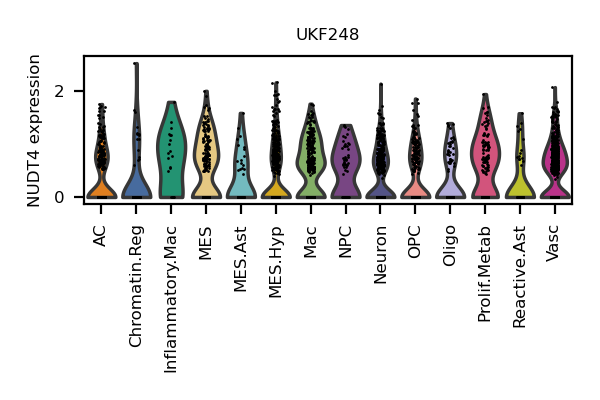 UKF248
NUDT4 expression
2
0
AC
Chromatin.Reg
Inflammatory.Mac
MES
MES.Ast
MES.Hyp
Mac
NPC
Neuron
OPC
Oligo
Prolif.Metab
Reactive.Ast
Vasc